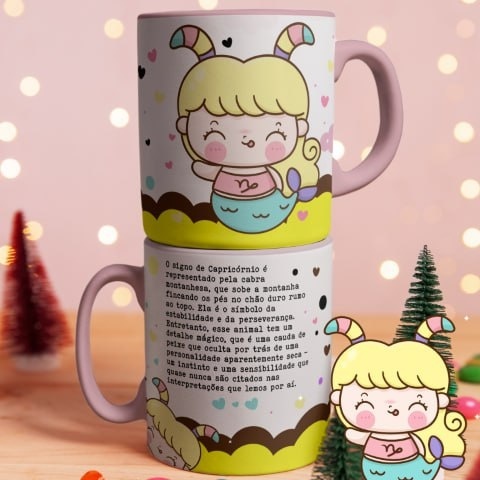 O signo de Capricórnio é
representado pela cabra
montanhesa, que sobe a montanha
fincando os pés no chão duro rumo
ao topo. Ela é o símbolo da
estabilidade e da perseverança.
Entretanto, esse animal tem um
detalhe mágico, que é uma cauda de
peixe que oculta por trás de uma
personalidade aparentemente seca -
um instinto e uma sensibilidade que
quase nunca são citados nas
interpretações que lemos por aí.